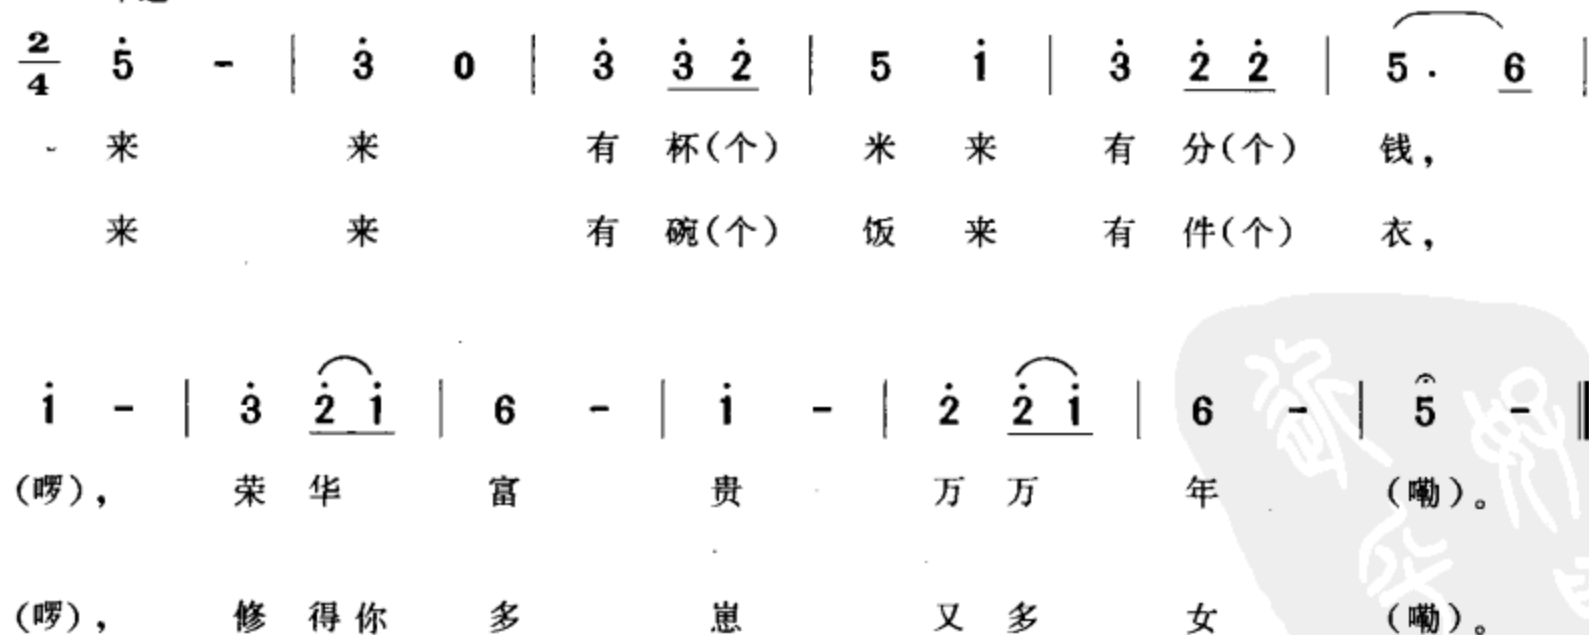 2/4 5̇ - | 3̇ 0 | 3̇ 3̇ 2̇ | 5 1̇ | 3̇ 2̇ 2̇ | 5 . 6 |
来 来 有 杯(个) 米 来 有 分(个) 钱,
来 来 有 碗(个) 饭 来 有 件(个) 衣,
1̇ - | 3̇ 2̇ 1̇ | 6 - | 1̇ - | 2̇ 2̇ 1̇ | 6 - | 5 - ‖
(啰), 荣 华 富 贵 万 万 年 (嘞)。
(啰), 修 得 你 多 崽 又 多 女 (嘞)。